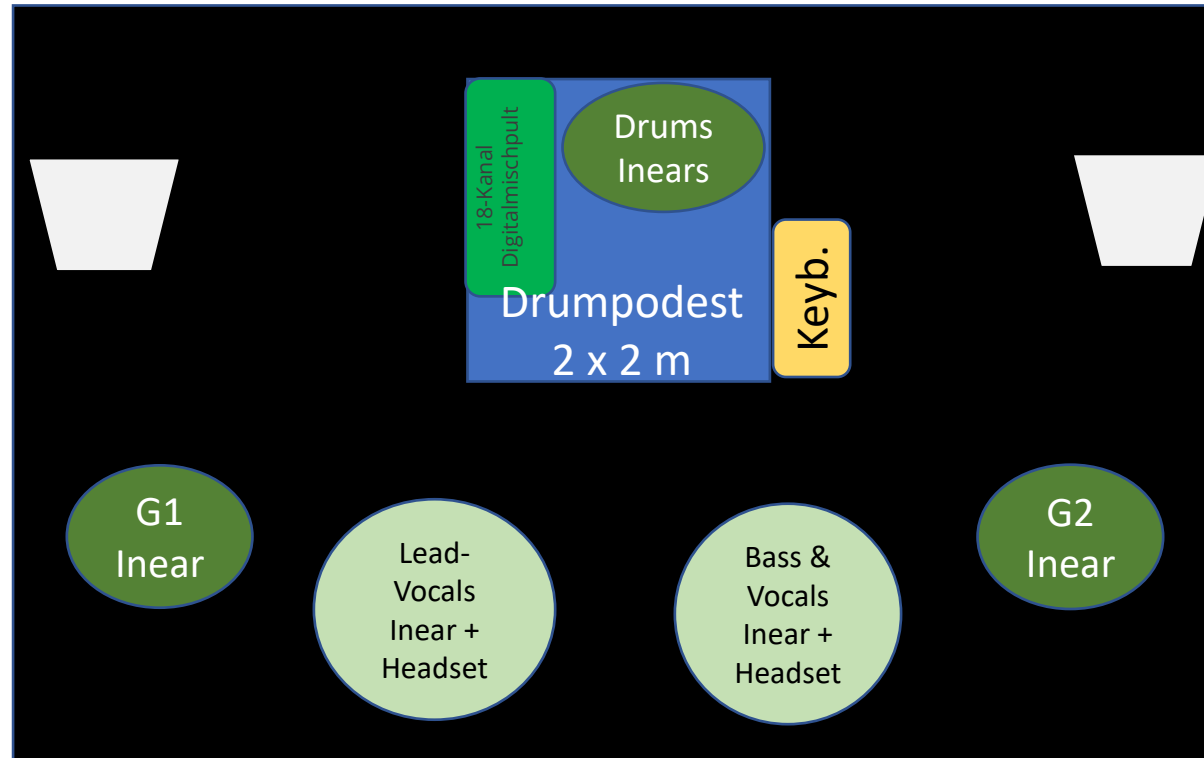 18-Kanal
Digitalmischpult
Drums
Inears
Drumpodest
2 x 2 m
Keyb.
G1
Inear
Lead-
Vocals
Inear +
Headset
Bass &
Vocals
Inear +
Headset
G2
Inear